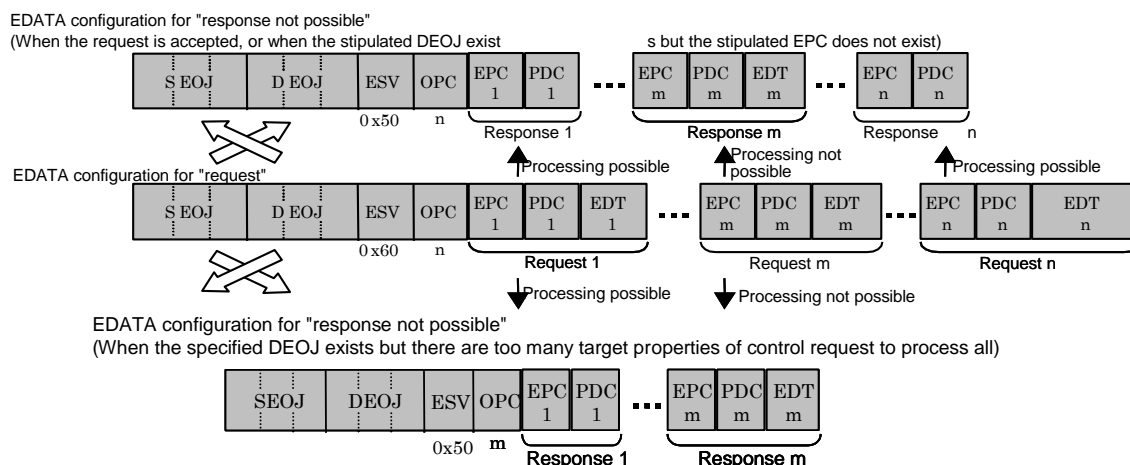 EDATA configuration for "response not possible"
(When the request is accepted, or when the stipulated DEOJ exist s but the stipulated EPC does not exist)
S EOJ D EOJ ESV OPC EPC 1 PDC 1 EPC m PDC m EDT m EPC n PDC n
0x50 n Response 1 Response m Response n
Processing possible Processing not possible Processing possible
EDATA configuration for "request"
S EOJ D EOJ ESV OPC EPC 1 PDC 1 EDT 1 EPC m PDC m EDT m EPC n PDC n EDT n
0x60 n Request 1 Request m Request n
Processing possible Processing not possible
EDATA configuration for "response not possible"
(When the specified DEOJ exists but there are too many target properties of control request to process all)
SEOJ DEOJ ESV OPC EPC 1 PDC 1 EPC m PDC m EDT m
0x50 m Response 1 Response m